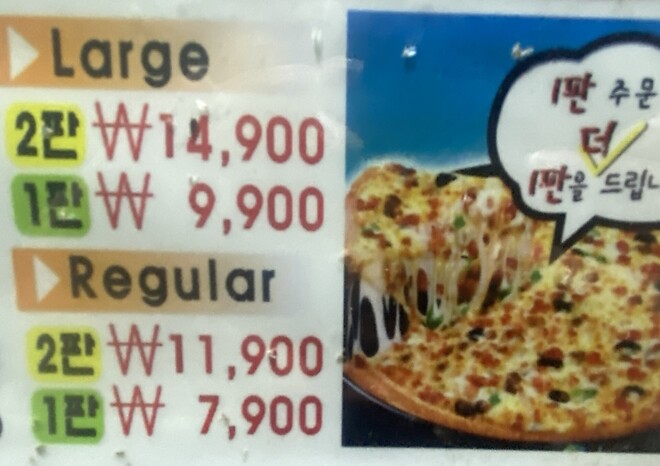 Large
2판 ₩14,900
1판 ₩ 9,900
Regular
2판 ₩11,900
1판 ₩ 7,900
1판 주문
더
1판을 드립니